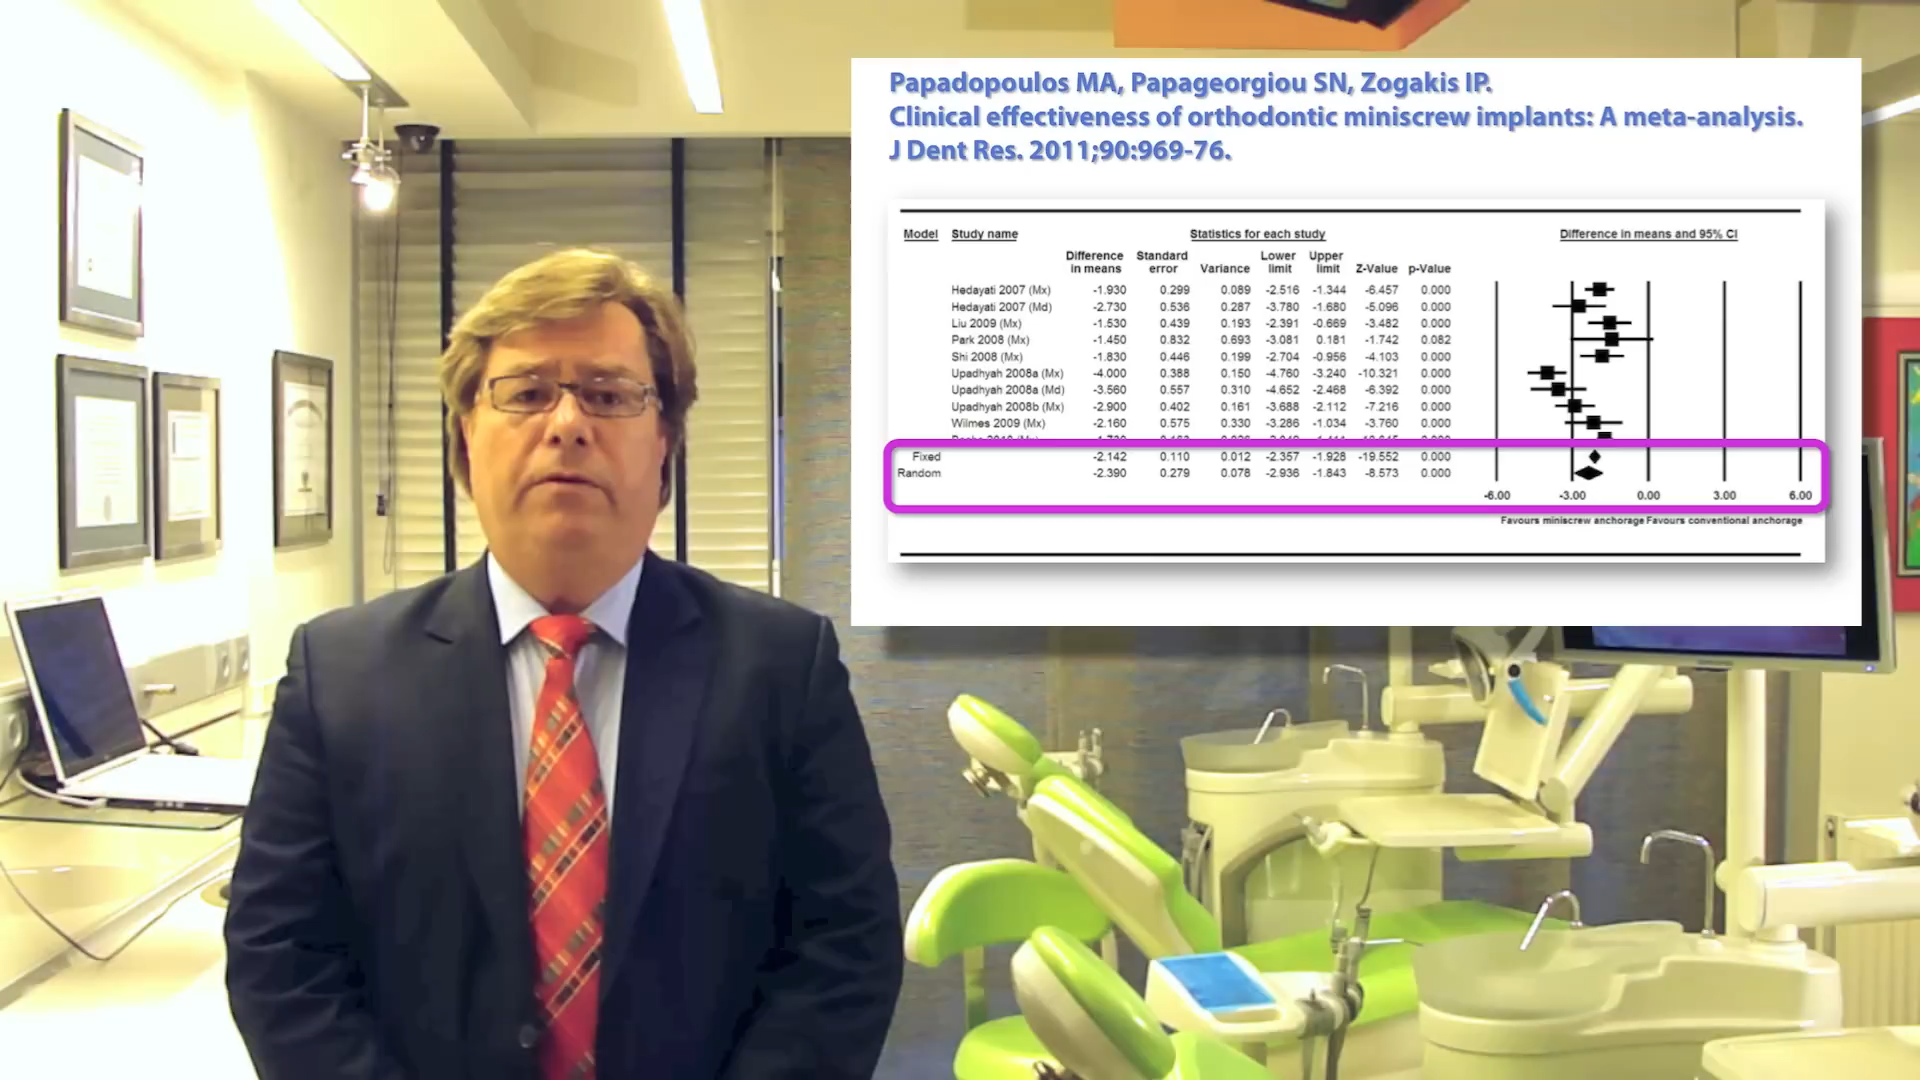 Papadopoulos MA, Papageorgiou SN, Zogakis IP.
Clinical effectiveness of orthodontic miniscrew implants: A meta-analysis.
J Dent Res. 2011;90:969-76.
Model Study name Statistics for each study Difference in means and 95% CI
Difference in means Standard error Variance Lower limit Upper limit Z-Value p-Value
Hedayati 2007 (Mx) -1.930 0.299 0.089 -2.516 -1.344 -6.457 0.000
Hedayati 2007 (Md) -2.730 0.536 0.287 -3.780 -1.680 -5.096 0.000
Liu 2009 (Mx) -1.530 0.439 0.193 -2.391 -0.669 -3.482 0.000
Park 2008 (Mx) -1.450 0.832 0.693 -3.081 0.181 -1.742 0.082
Shi 2008 (Mx) -1.830 0.446 0.199 -2.704 -0.956 -4.103 0.000
Upadhyah 2008a (Mx) -4.000 0.388 0.150 -4.760 -3.240 -10.321 0.000
Upadhyah 2008a (Md) -3.560 0.557 0.310 -4.652 -2.468 -6.392 0.000
Upadhyah 2008b (Mx) -2.900 0.402 0.161 -3.688 -2.112 -7.216 0.000
Wilmes 2009 (Mx) -2.160 0.575 0.330 -3.286 -1.034 -3.760 0.000
Fixed -2.142 0.110 0.012 -2.357 -1.928 -19.552 0.000
Random -2.390 0.279 0.078 -2.936 -1.843 -8.573 0.000
-6.00 -3.00 0.00 3.00 6.00
Favours miniscrew anchorage Favours conventional anchorage